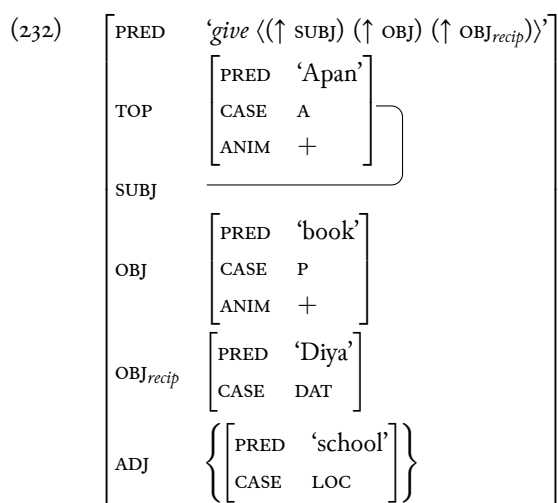 (232)
PRED ‘give ⟨(↑ SUBJ) (↑ OBJ) (↑ OBJrecip)⟩’
PRED ‘Apan’
TOP CASE A
ANIM +
SUBJ
PRED ‘book’
OBJ CASE P
ANIM +
PRED ‘Diya’
OBJrecip
CASE DAT
PRED ‘school’
ADJ
CASE LOC